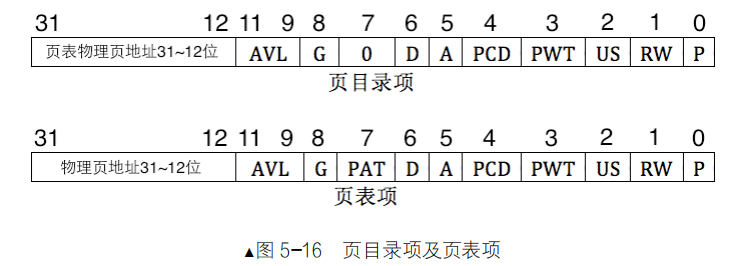 31 12 11 9 8 7 6 5 4 3 2 1 0
页表物理页地址31~12位 AVL G 0 D A PCD PWT US RW P
页目录项
31 12 11 9 8 7 6 5 4 3 2 1 0
物理页地址31~12位 AVL G PAT D A PCD PWT US RW P
页表项
▲图 5-16 页目录项及页表项